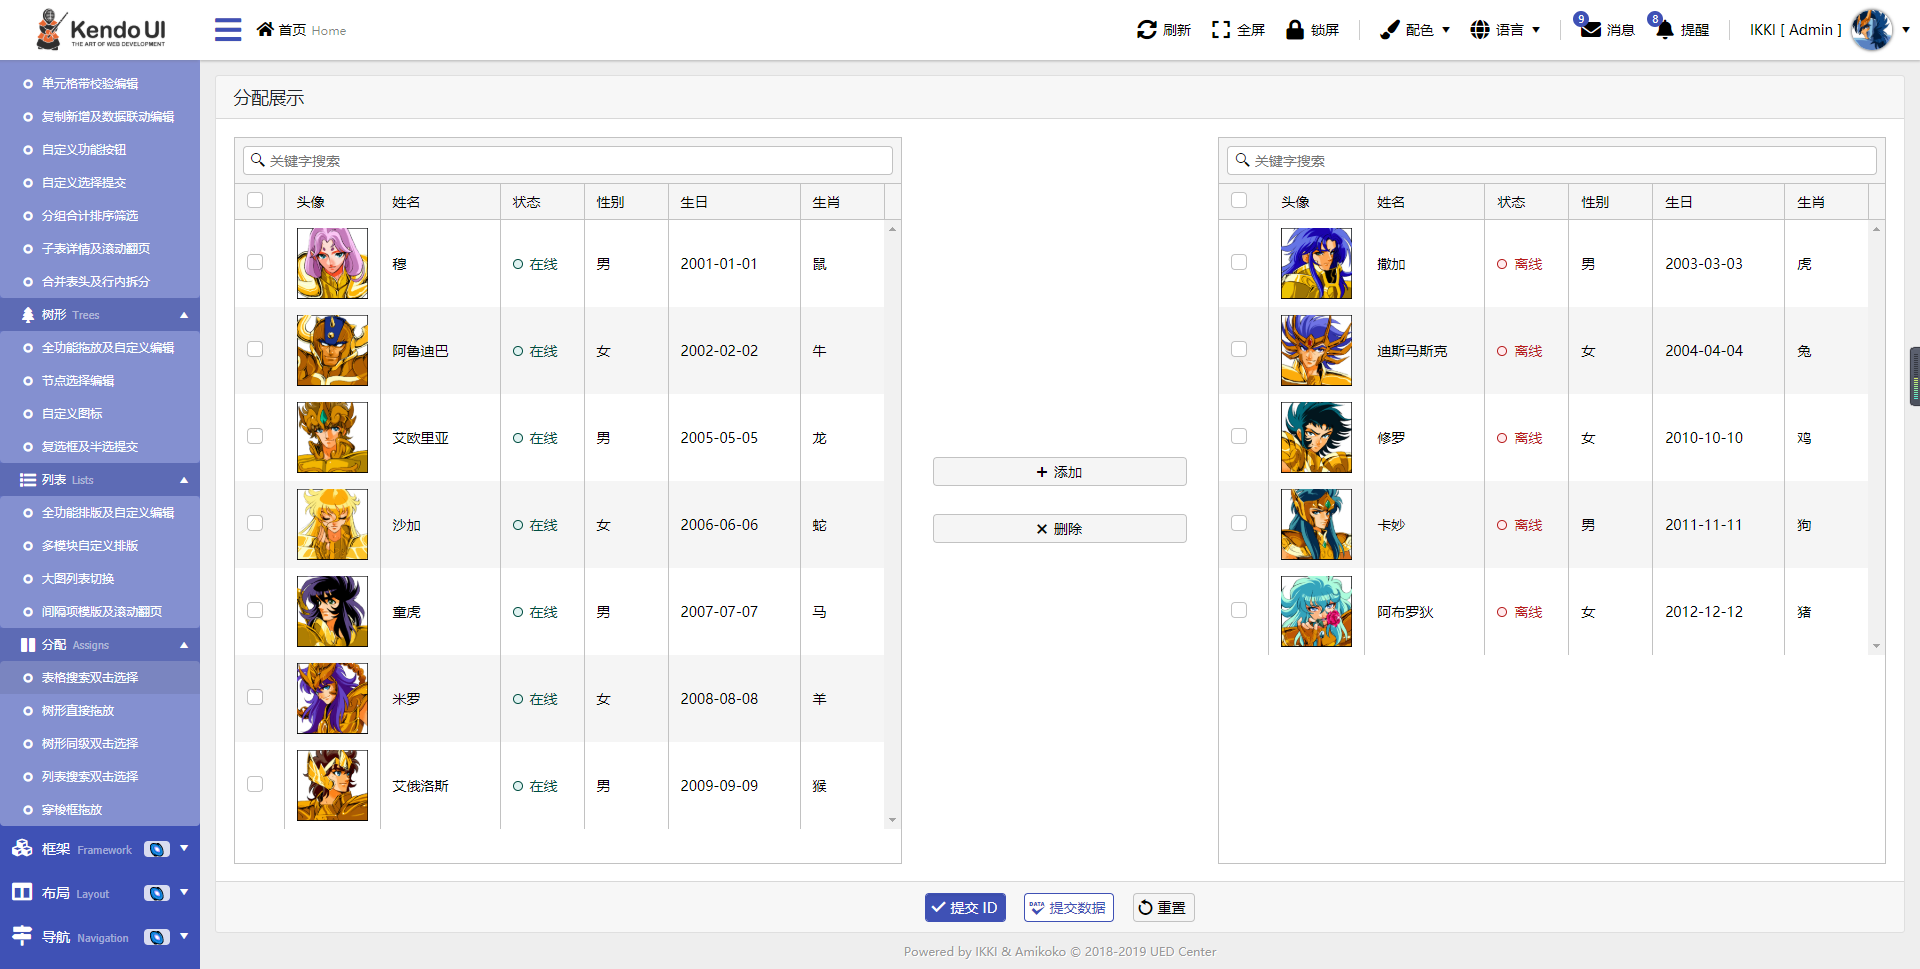 Kendo UI
THE ART OF WEB DEVELOPMENT
首页 Home
刷新
全屏
锁屏
配色
语言
9 消息
8 提醒
IKKI [ Admin ]
单元格带校验编辑
复制新增及数据联动编辑
自定义功能按钮
自定义选择提交
分组合计排序筛选
子表详情及滚动翻页
合并表头及行内拆分
树形 Trees
全功能拖放及自定义编辑
节点选择编辑
自定义图标
复选框及半选提交
列表 Lists
全功能排版及自定义编辑
多模块自定义排版
大图列表切换
间隔项模版及滚动翻页
分配 Assigns
表格搜索双击选择
树形直接拖放
树形同级双击选择
列表搜索双击选择
穿梭框拖放
框架 Framework
布局 Layout
导航 Navigation
分配展示
关键字搜索
头像 姓名 状态 性别 生日 生肖
穆 在线 男 2001-01-01 鼠
阿鲁迪巴 在线 女 2002-02-02 牛
艾欧里亚 在线 男 2005-05-05 龙
沙加 在线 女 2006-06-06 蛇
童虎 在线 男 2007-07-07 马
米罗 在线 女 2008-08-08 羊
艾俄洛斯 在线 男 2009-09-09 猴
添加
删除
关键字搜索
头像 姓名 状态 性别 生日 生肖
撒加 离线 男 2003-03-03 虎
迪斯马斯克 离线 女 2004-04-04 兔
修罗 离线 女 2010-10-10 鸡
卡妙 离线 男 2011-11-11 狗
阿布罗狄 离线 女 2012-12-12 猪
提交 ID
DATA 提交数据
重置
Powered by IKKI & Amikoko © 2018-2019 UED Center